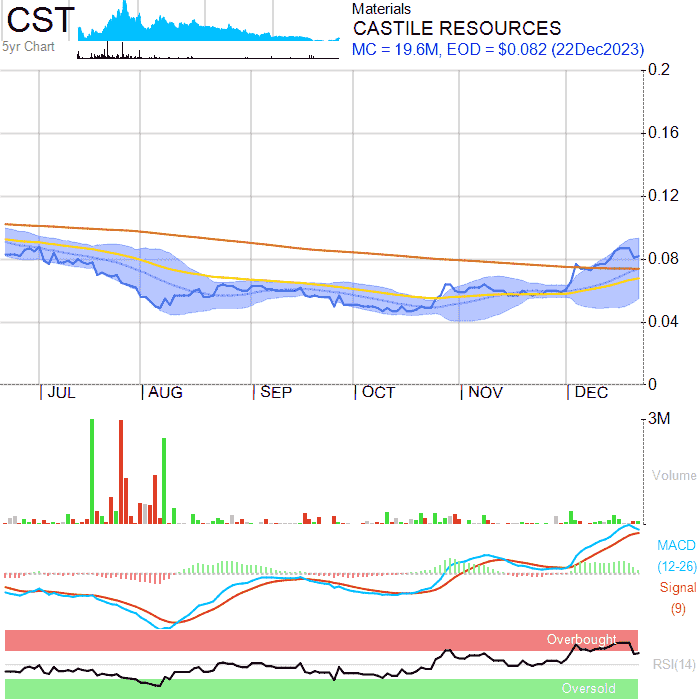 CST
5yr Chart
Materials
CASTILE RESOURCES
MC = 19.6M, EOD = $0.082 (22Dec2023)
0.2
0.16
0.12
0.08
0.04
0
JUL AUG SEP OCT NOV DEC
3M
Volume
MACD
(12-26)
Signal
(9)
Overbought
RSI(14)
Oversold